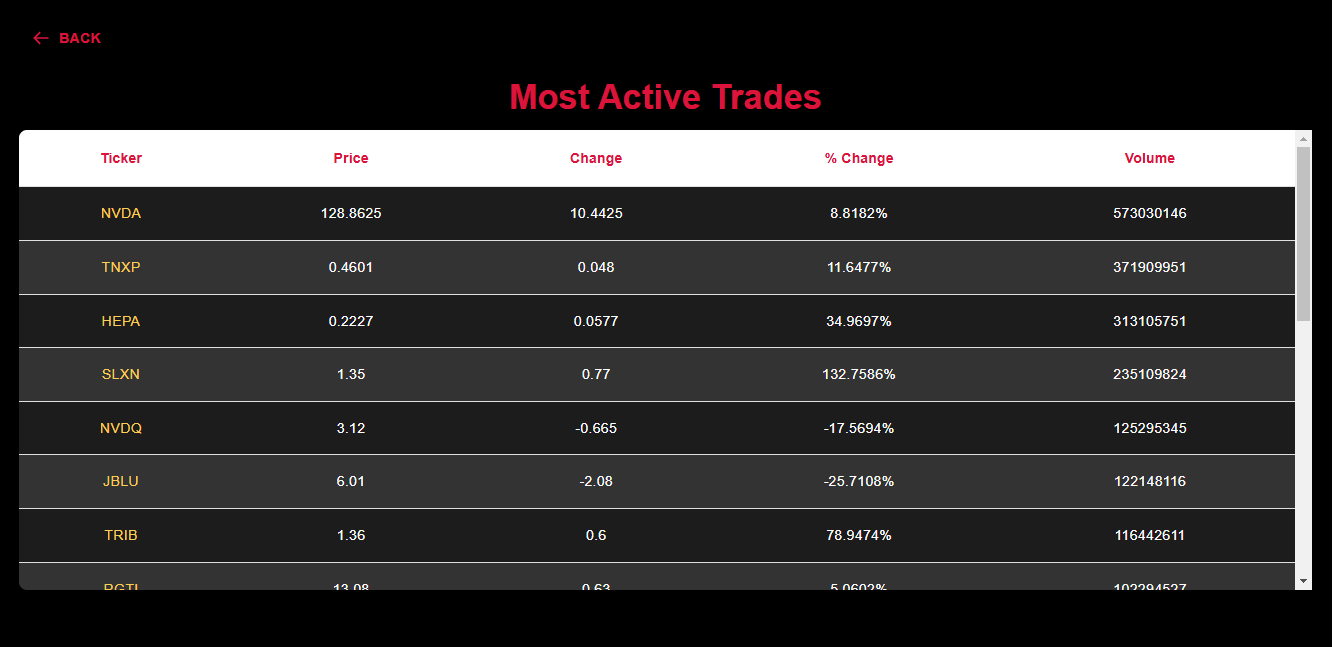 BACK
Most Active Trades
Ticker Price Change % Change Volume
NVDA 128.8625 10.4425 8.8182% 573030146
TNXP 0.4601 0.048 11.6477% 371909951
HEPA 0.2227 0.0577 34.9697% 313105751
SLXN 1.35 0.77 132.7586% 235109824
NVDQ 3.12 -0.665 -17.5694% 125295345
JBLU 6.01 -2.08 -25.7108% 122148116
TRIB 1.36 0.6 78.9474% 116442611
RGTI 13.08 0.63 5.0602% 102294527